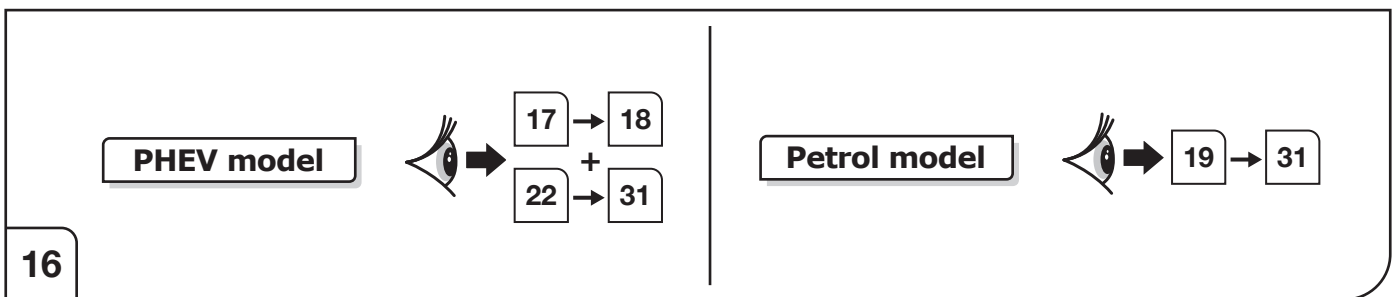 PHEV model
17 → 18
+
22 → 31
Petrol model
19 → 31
16